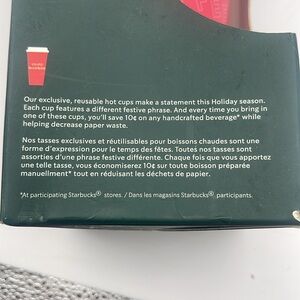 Our exclusive, reusable hot cups make a statement this Holiday season.
Each cup features a different festive phrase. And every time you bring in
one of these cups, you'll save 10¢ on any handcrafted beverage* while
helping decrease paper waste.
Nos tasses exclusives et réutilisables pour boissons chaudes sont une
forme d'expression pour le temps des fêtes. Toutes nos tasses sont
assorties d'une phrase festive différente. Chaque fois que vous apportez
une telle tasse, vous économiserez 10¢ sur toute boisson préparée
manuellement* tout en réduisant les déchets de papier.
*At participating Starbucks® stores. / Dans les magasins Starbucks® participants.